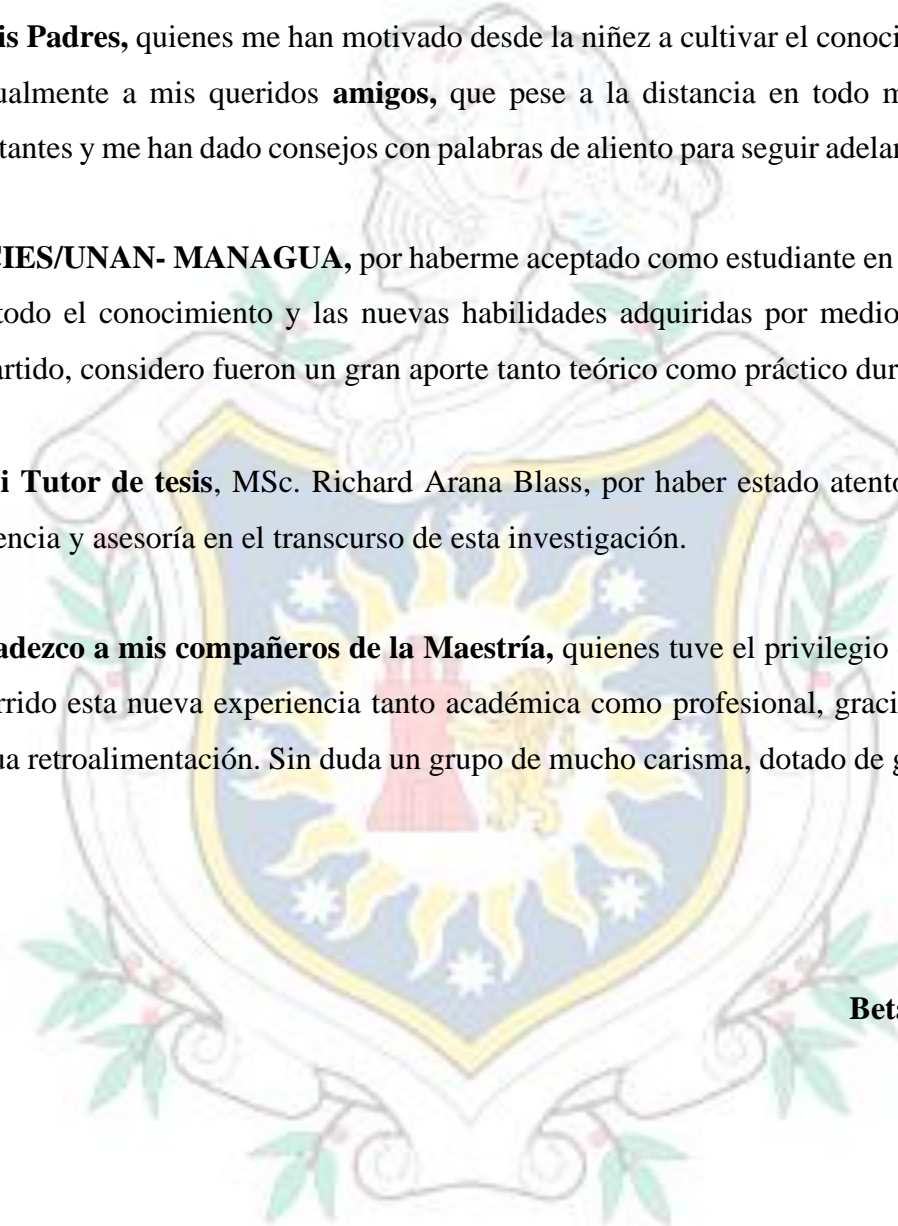 is Padres, quienes me han motivado desde la niñez a cultivar el conoci
ualmente a mis queridos amigos, que pese a la distancia en todo m
tantes y me han dado consejos con palabras de aliento para seguir adelan
CIES/UNAN- MANAGUA, por haberme aceptado como estudiante en
todo el conocimiento y las nuevas habilidades adquiridas por medio
artido, considero fueron un gran aporte tanto teórico como práctico dur
i Tutor de tesis, MSc. Richard Arana Blass, por haber estado atento
encia y asesoría en el transcurso de esta investigación.
adezco a mis compañeros de la Maestría, quienes tuve el privilegio
rrido esta nueva experiencia tanto académica como profesional, graci
ua retroalimentación. Sin duda un grupo de mucho carisma, dotado de g
Beta